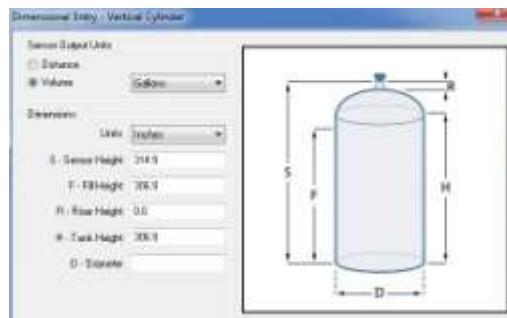 Dimensional Entry - Vertical Cylinder
Sensor Output Units
Distance
Volume Gallons
Dimensions
Units Inches
S - Sensor Height 314.9
F - Fill Height 306.9
R - Riser Height 0.0
H - Tank Height 306.9
D - Diameter
R
S
F
H
D